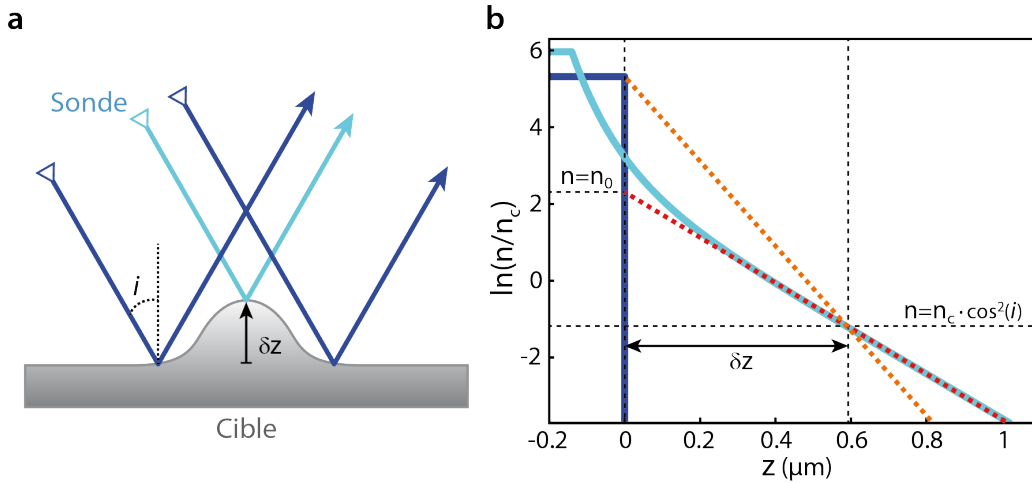 a
Sonde
i
δz
Cible
b
ln(n/n_c)
6
4
2
0
-2
n=n_0
n=n_c·cos²(i)
δz
-0.2
0
0.2
0.4
0.6
0.8
1
z (μm)